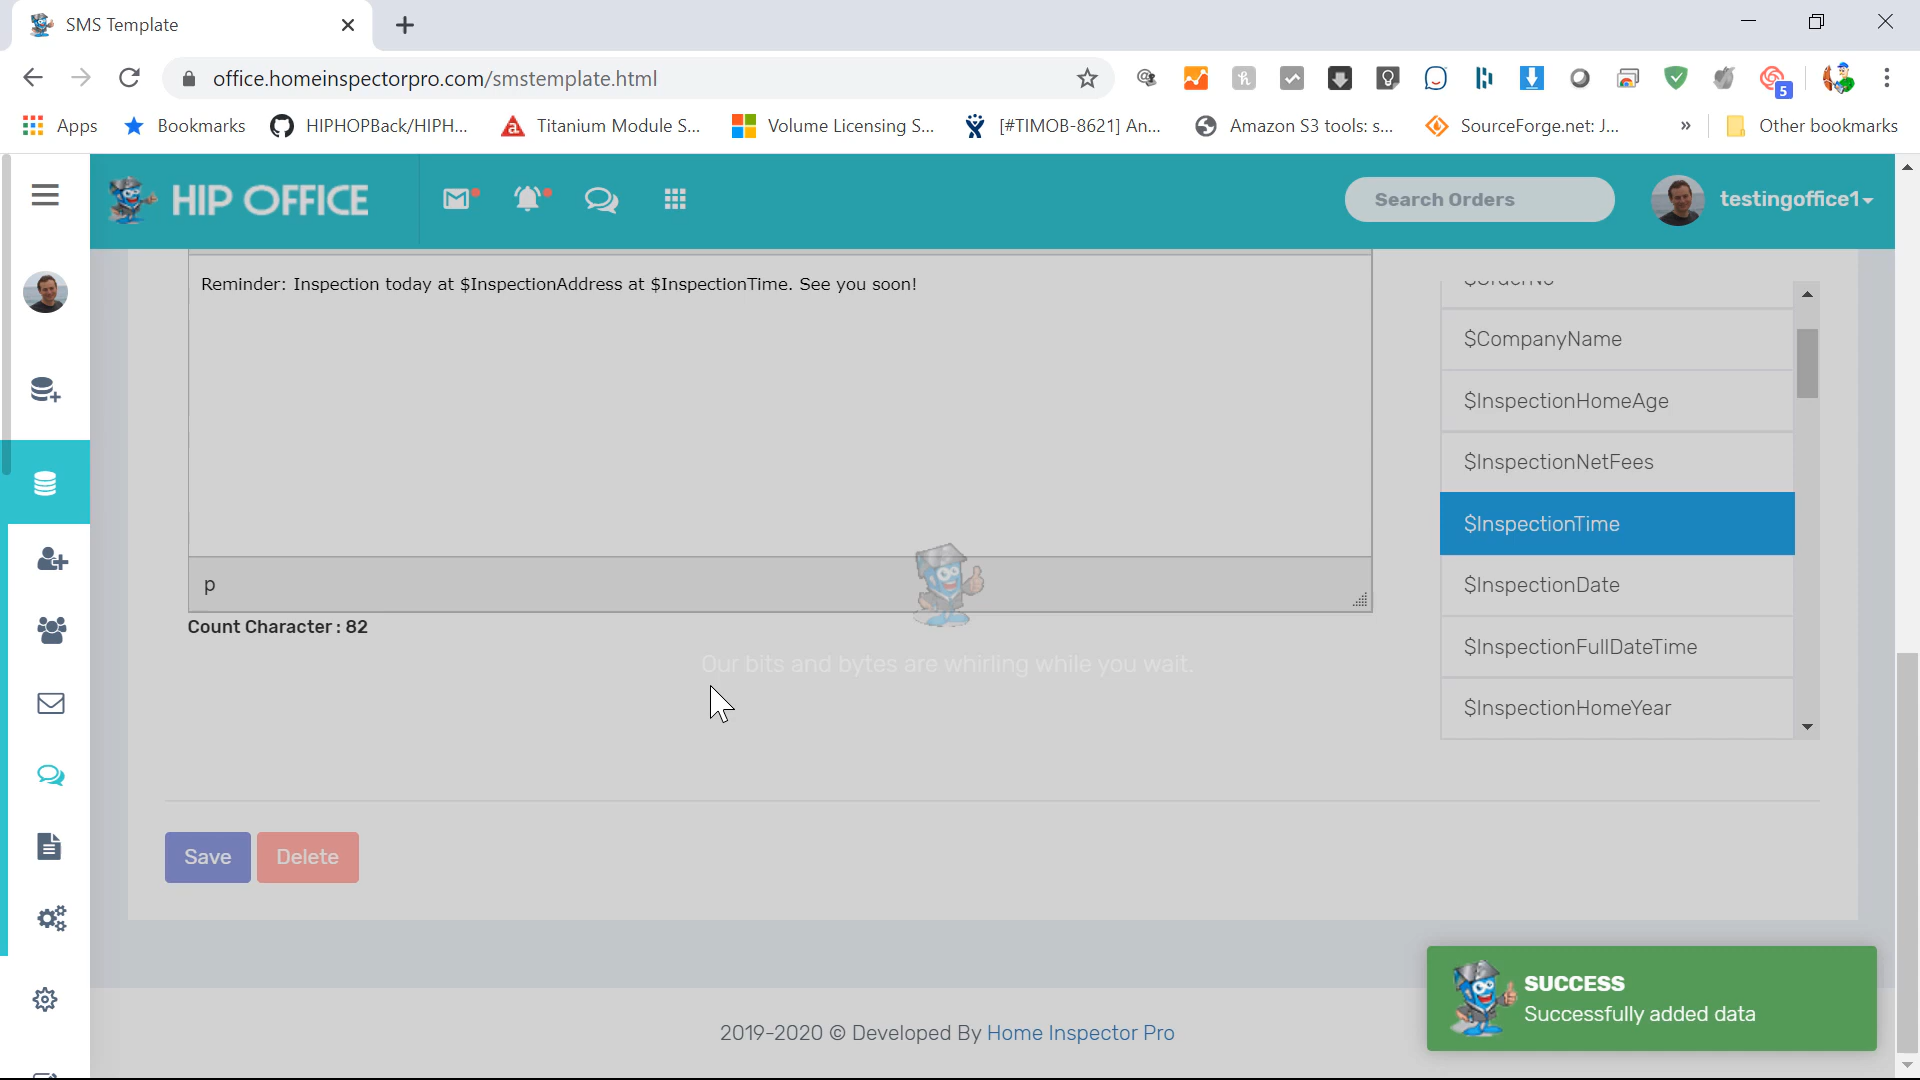 SMS Template
office.homeinspectorpro.com/smstemplate.html
5
Apps
Bookmarks
HIPHOPBack/HIPH...
Titanium Module S...
Volume Licensing S...
[#TIMOB-8621] An...
Amazon S3 tools: s...
SourceForge.net: J...
»
Other bookmarks
HIP OFFICE
Search Orders
testingoffice1
Reminder: Inspection today at $InspectionAddress at $InspectionTime. See you soon!
p
Count Character : 82
Our bits and bytes are whirling while you wait.
$OrderNo
$CompanyName
$InspectionHomeAge
$InspectionNetFees
$InspectionTime
$InspectionDate
$InspectionFullDateTime
$InspectionHomeYear
Save
Delete
SUCCESS
Successfully added data
2019-2020 © Developed By Home Inspector Pro